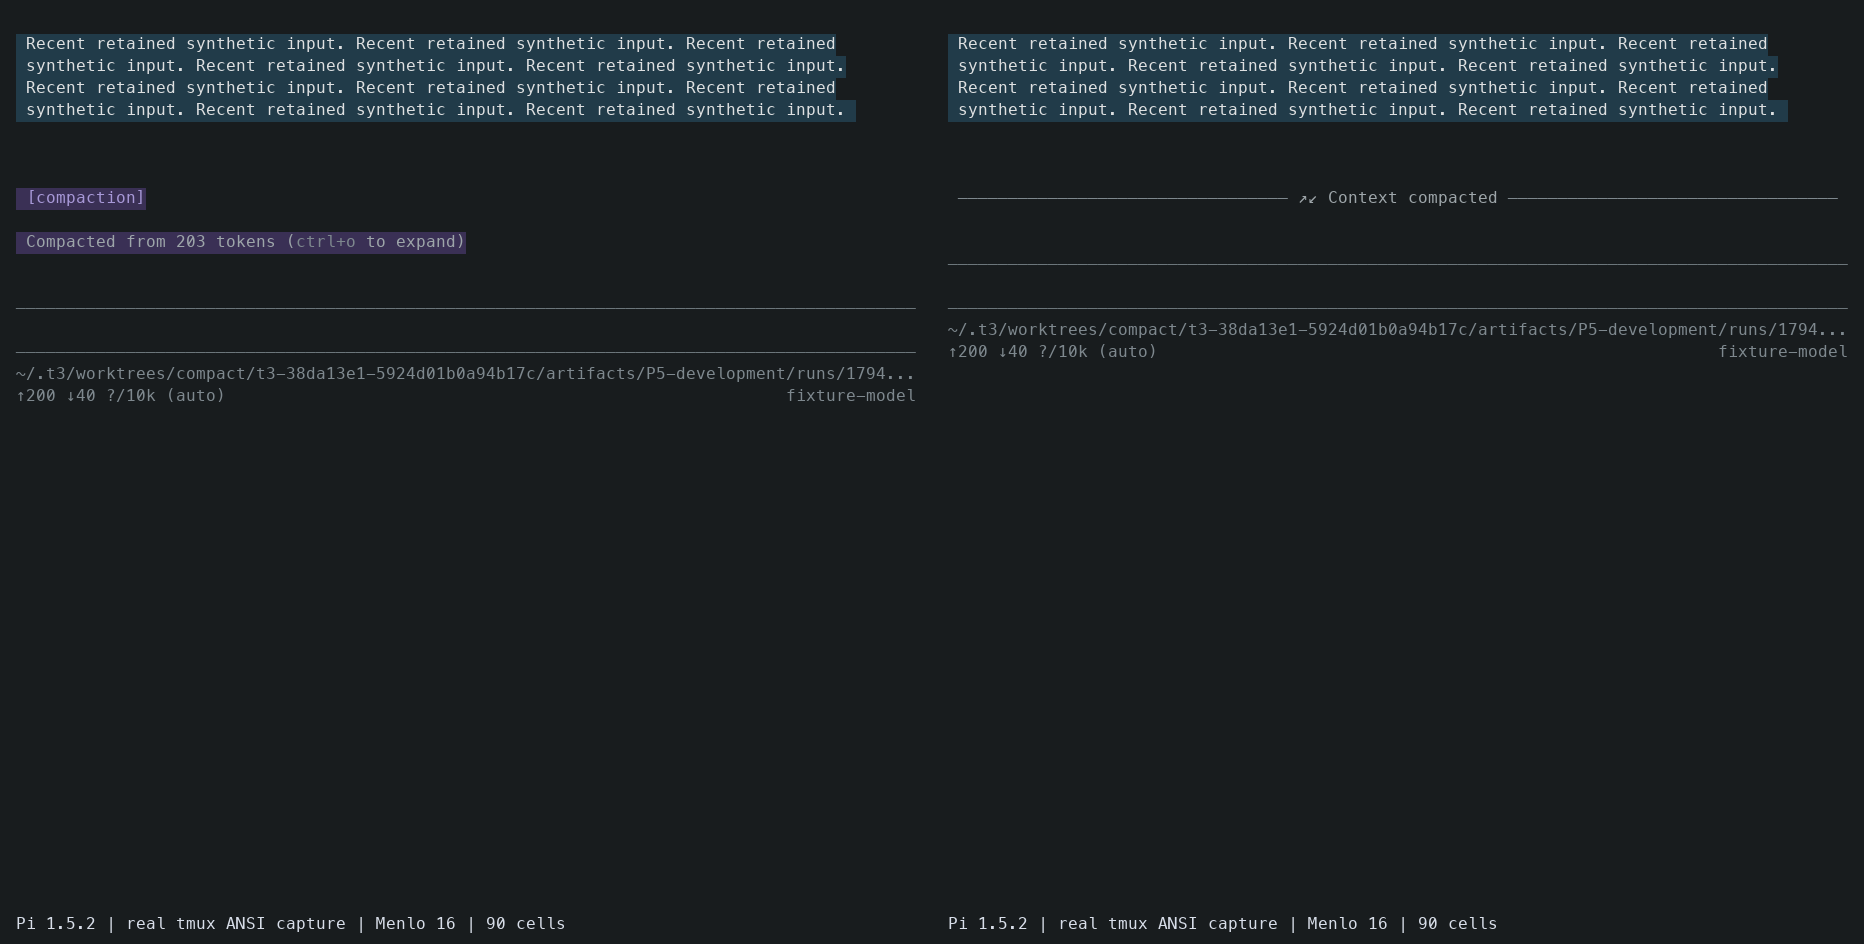 Recent retained synthetic input. Recent retained synthetic input. Recent retained
synthetic input. Recent retained synthetic input. Recent retained synthetic input.
Recent retained synthetic input. Recent retained synthetic input. Recent retained
synthetic input. Recent retained synthetic input. Recent retained synthetic input.
[compaction]
Compacted from 203 tokens (ctrl+o to expand)
~/.t3/worktrees/compact/t3-38da13e1-5924d01b0a94b17c/artifacts/P5-development/runs/1794...
↑200 ↓40 ?/10k (auto) fixture-model
Pi 1.5.2 | real tmux ANSI capture | Menlo 16 | 90 cells
Recent retained synthetic input. Recent retained synthetic input. Recent retained
synthetic input. Recent retained synthetic input. Recent retained synthetic input.
Recent retained synthetic input. Recent retained synthetic input. Recent retained
synthetic input. Recent retained synthetic input. Recent retained synthetic input.
↗↙ Context compacted
~/.t3/worktrees/compact/t3-38da13e1-5924d01b0a94b17c/artifacts/P5-development/runs/1794...
↑200 ↓40 ?/10k (auto) fixture-model
Pi 1.5.2 | real tmux ANSI capture | Menlo 16 | 90 cells